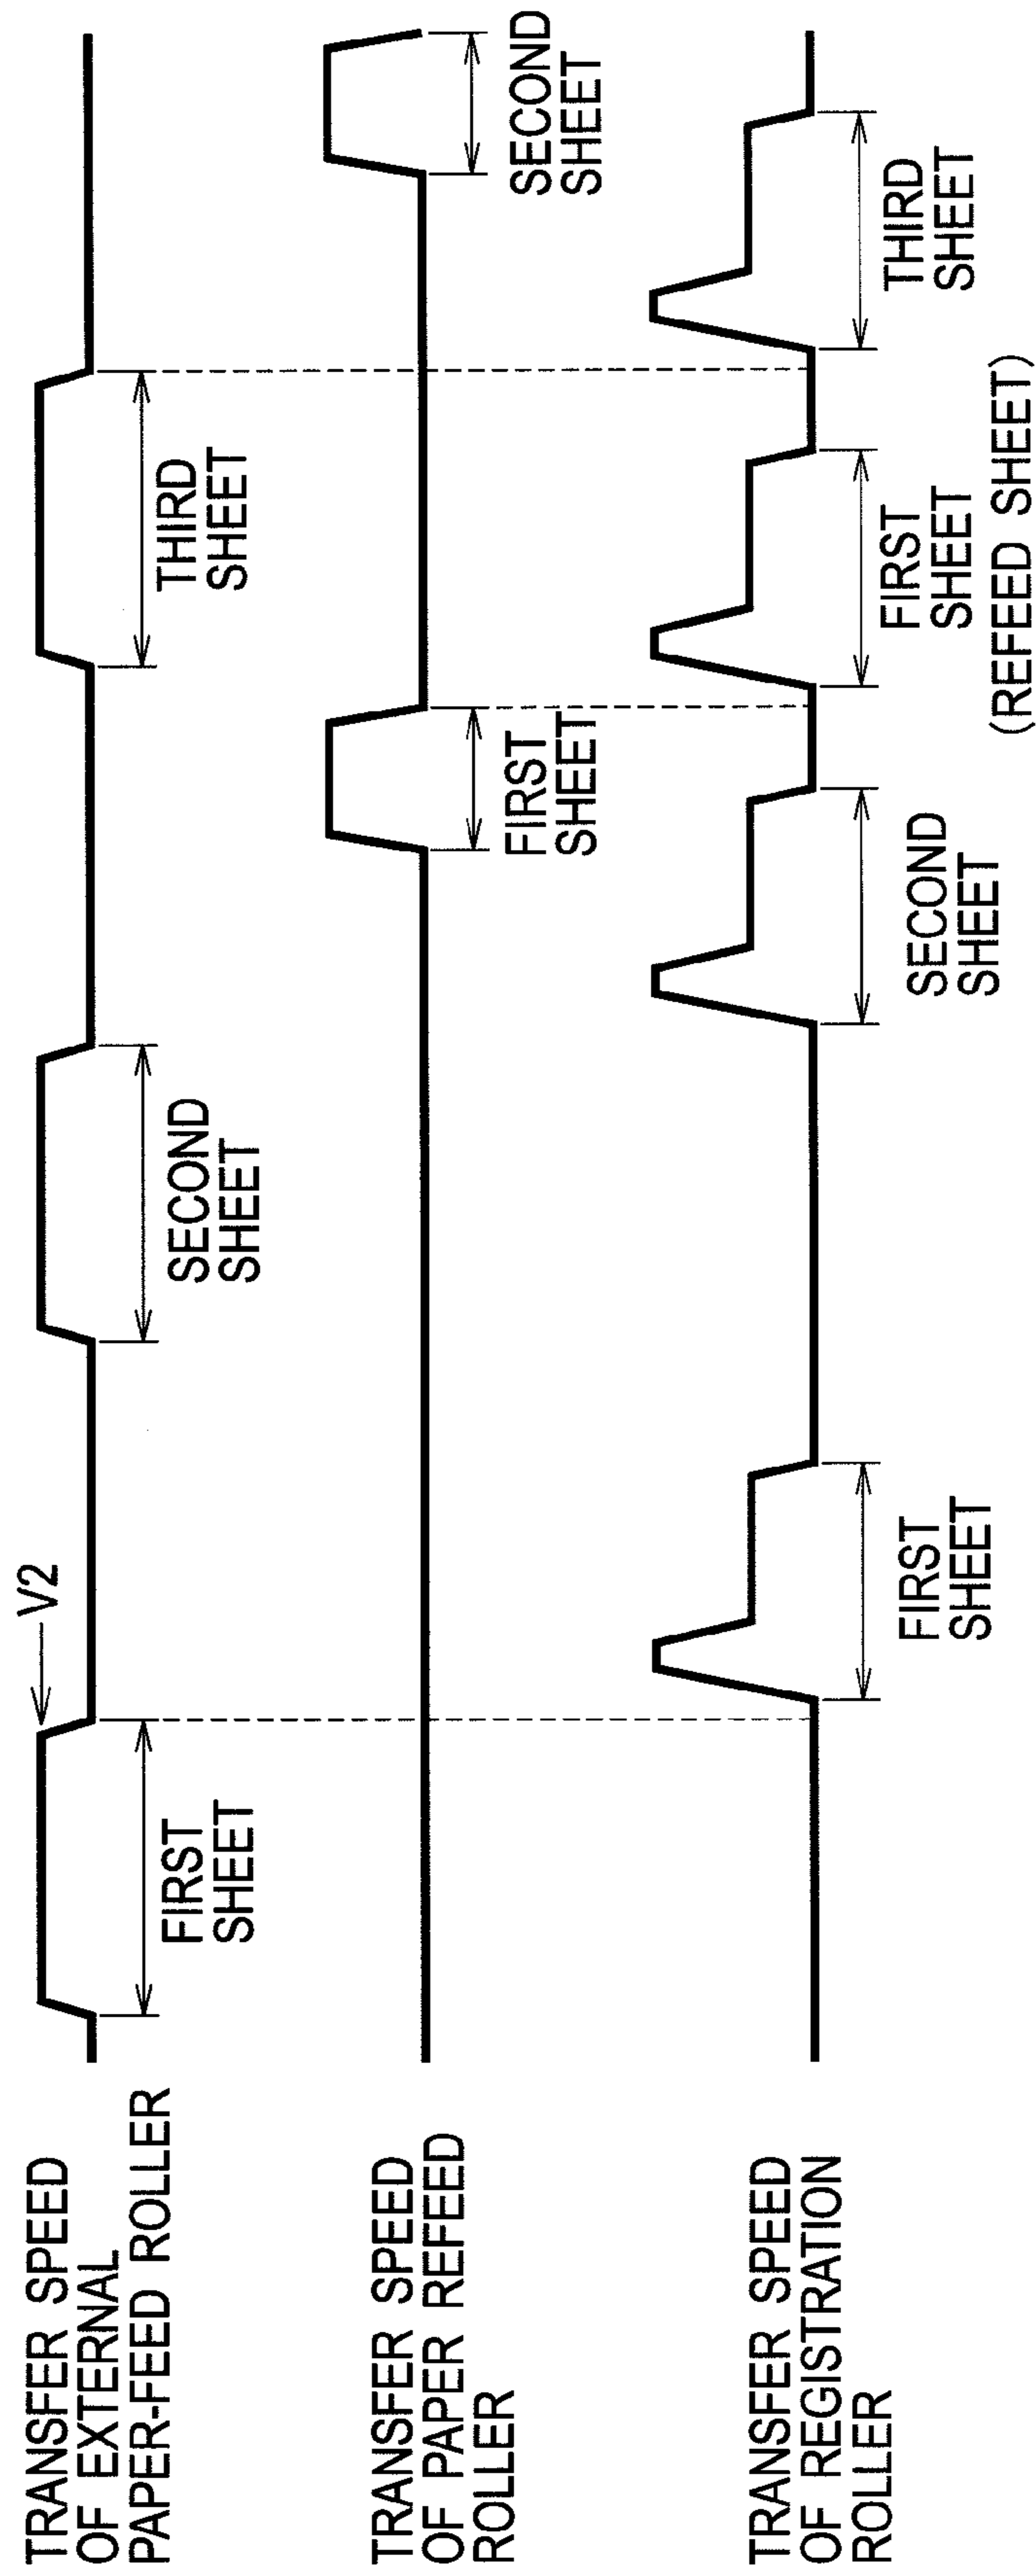 TRANSFER SPEED
OF EXTERNAL
PAPER-FEED ROLLER
V2
FIRST
SHEET
SECOND
SHEET
THIRD
SHEET
TRANSFER SPEED
OF PAPER REFEED
ROLLER
FIRST
SHEET
SECOND
SHEET
TRANSFER SPEED
OF REGISTRATION
ROLLER
FIRST
SHEET
SECOND
SHEET
FIRST
SHEET
(REFEED SHEET)
THIRD
SHEET